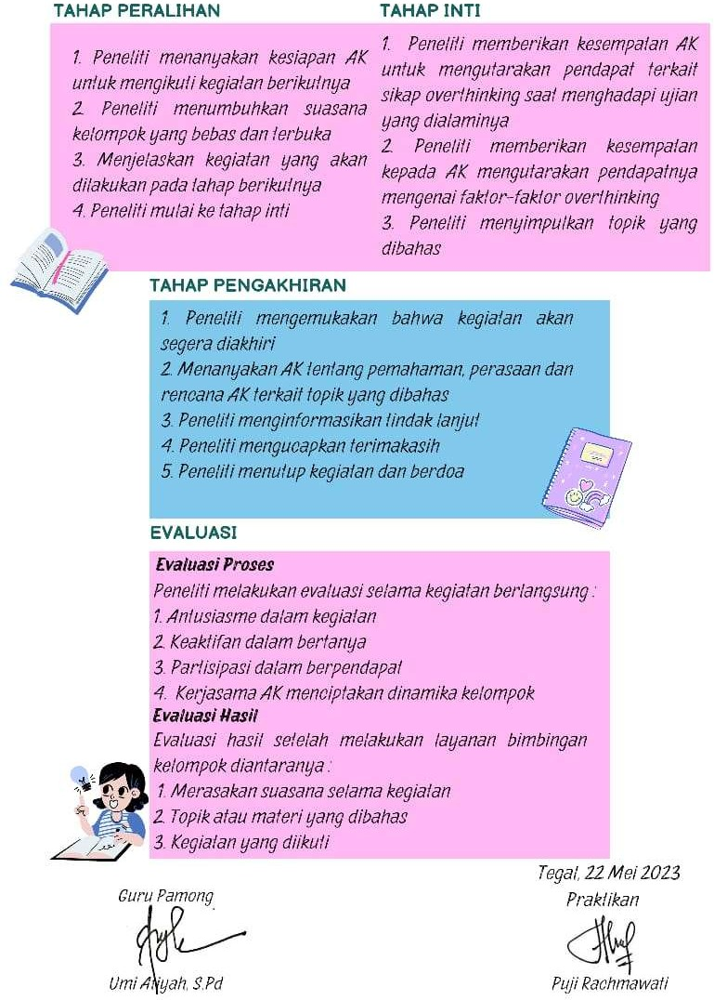 TAHAP PERALIHAN
1. Peneliti menanyakan kesiapan AK
untuk mengikuti kegiatan berikutnya
2. Peneliti menumbuhkan suasana
kelompok yang bebas dan terbuka
3. Menjelaskan kegiatan yang akan
dilakukan pada tahap berikutnya
4. Peneliti mulai ke tahap inti
TAHAP INTI
1. Peneliti memberikan kesempatan AK
untuk mengutarakan pendapat terkait
sikap overthinking saat menghadapi ujian
yang dialaminya
2. Peneliti memberikan kesempatan
kepada AK mengutarakan pendapatnya
mengenai faktor-faktor overthinking
3. Peneliti menyimpulkan topik yang
dibahas
TAHAP PENGAKHIRAN
1. Peneliti mengemukakan bahwa kegiatan akan
segera diakhiri
2. Menanyakan AK tentang pemahaman, perasaan dan
rencana AK terkait topik yang dibahas
3. Peneliti menginformasikan tindak lanjut
4. Peneliti mengucapkan terimakasih
5. Peneliti menutup kegiatan dan berdoa
EVALUASI
Evaluasi Proses
Peneliti melakukan evaluasi selama kegiatan berlangsung :
1. Antusiasme dalam kegiatan
2. Keaktifan dalam bertanya
3. Partisipasi dalam berpendapat
4. Kerjasama AK menciptakan dinamika kelompok
Evaluasi Hasil
Evaluasi hasil setelah melakukan layanan bimbingan
kelompok diantaranya :
1. Merasakan suasana selama kegiatan
2. Topik atau materi yang dibahas
3. Kegiatan yang diikuti
Tegal, 22 Mei 2023
Guru Pamong
Praktikan
Umi Atiyah, S.Pd
Puji Rachmawati